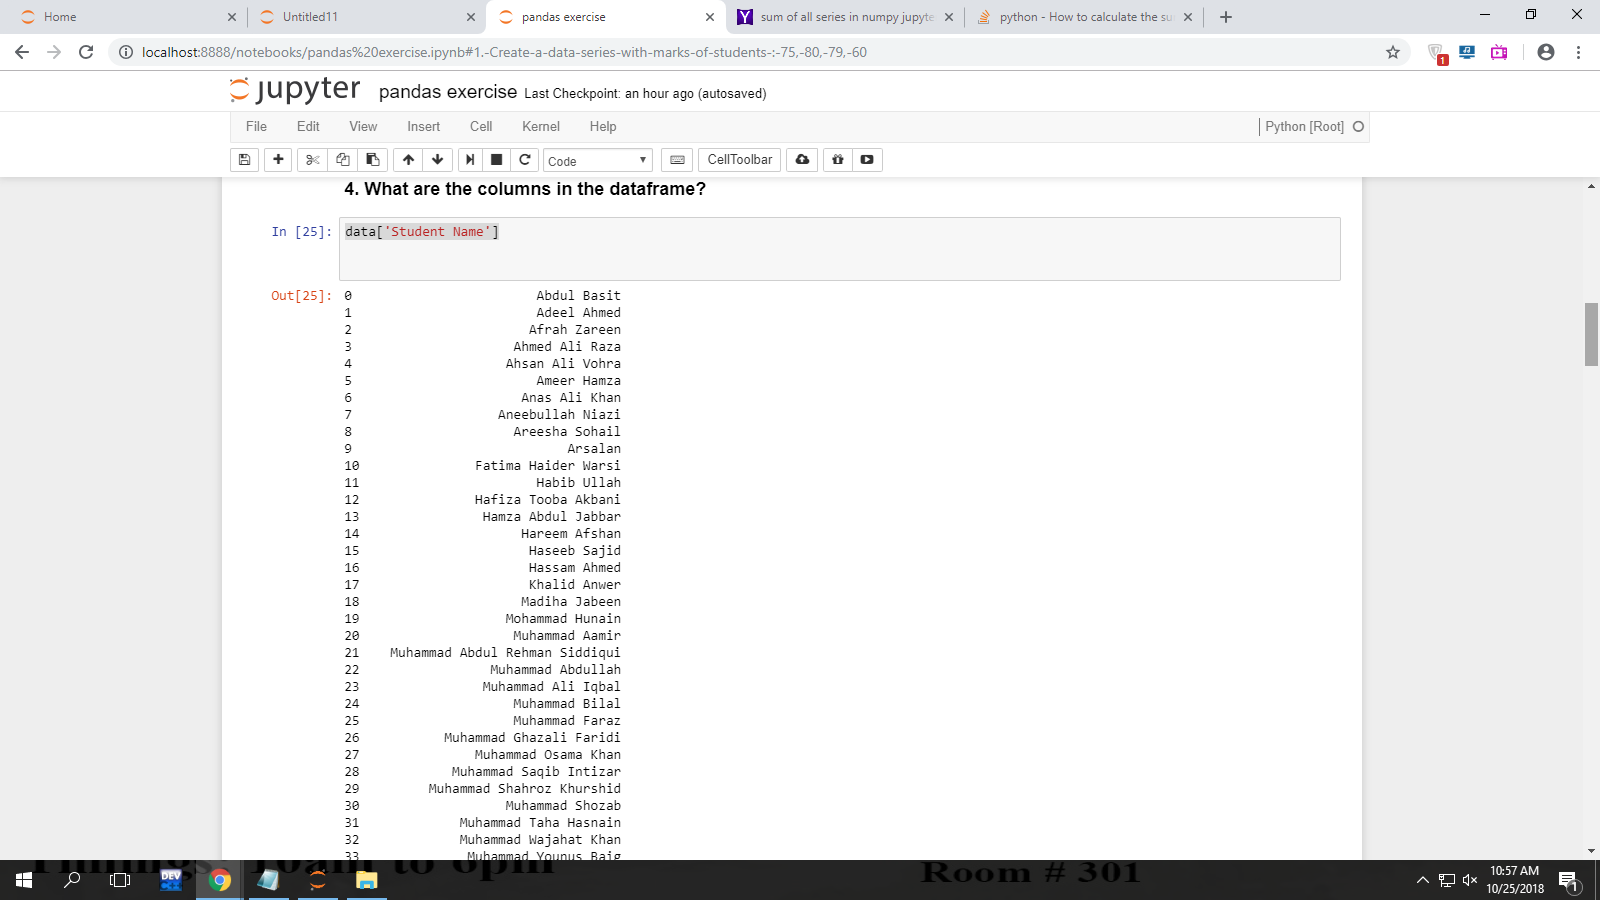 Home
Untitled11
pandas exercise
sum of all series in numpy jupyte
python - How to calculate the su
localhost:8888/notebooks/pandas%20exercise.ipynb#1.-Create-a-data-series-with-marks-of-students-:-75,-80,-79,-60
1
jupyter pandas exercise Last Checkpoint: an hour ago (autosaved)
File Edit View Insert Cell Kernel Help Python [Root]
Code CellToolbar
4. What are the columns in the dataframe?
In [25]: data['Student Name']
Out[25]: 0 Abdul Basit
1 Adeel Ahmed
2 Afrah Zareen
3 Ahmed Ali Raza
4 Ahsan Ali Vohra
5 Ameer Hamza
6 Anas Ali Khan
7 Aneebullah Niazi
8 Areesha Sohail
9 Arsalan
10 Fatima Haider Warsi
11 Habib Ullah
12 Hafiza Tooba Akbani
13 Hamza Abdul Jabbar
14 Hareem Afshan
15 Haseeb Sajid
16 Hassam Ahmed
17 Khalid Anwer
18 Madiha Jabeen
19 Mohammad Hunain
20 Muhammad Aamir
21 Muhammad Abdul Rehman Siddiqui
22 Muhammad Abdullah
23 Muhammad Ali Iqbal
24 Muhammad Bilal
25 Muhammad Faraz
26 Muhammad Ghazali Faridi
27 Muhammad Osama Khan
28 Muhammad Saqib Intizar
29 Muhammad Shahroz Khurshid
30 Muhammad Shozab
31 Muhammad Taha Hasnain
32 Muhammad Wajahat Khan
33 Muhammad Younus Baig
Timings: 10am to 6pm Room # 301
DEV
10:57 AM
10/25/2018
1